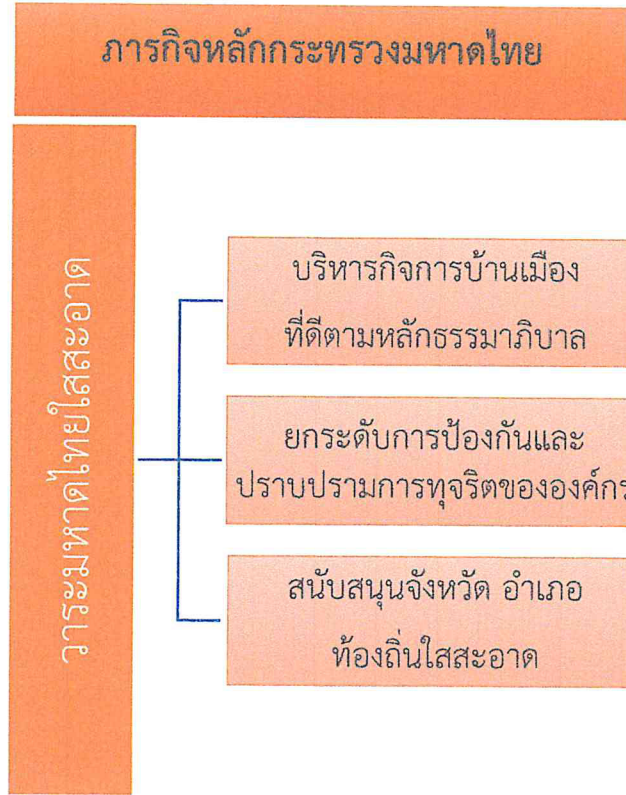 ภารกิจหลักกระทรวงมหาดไทย
วาระมหาดไทยใสสะอาด
บริหารกิจการบ้านเมือง
ที่ดีตามหลักธรรมาภิบาล
ยกระดับการป้องกันและ
ปราบปรามการทุจริตขององค์กร
สนับสนุนจังหวัด อำเภอ
ท้องถิ่นใสสะอาด